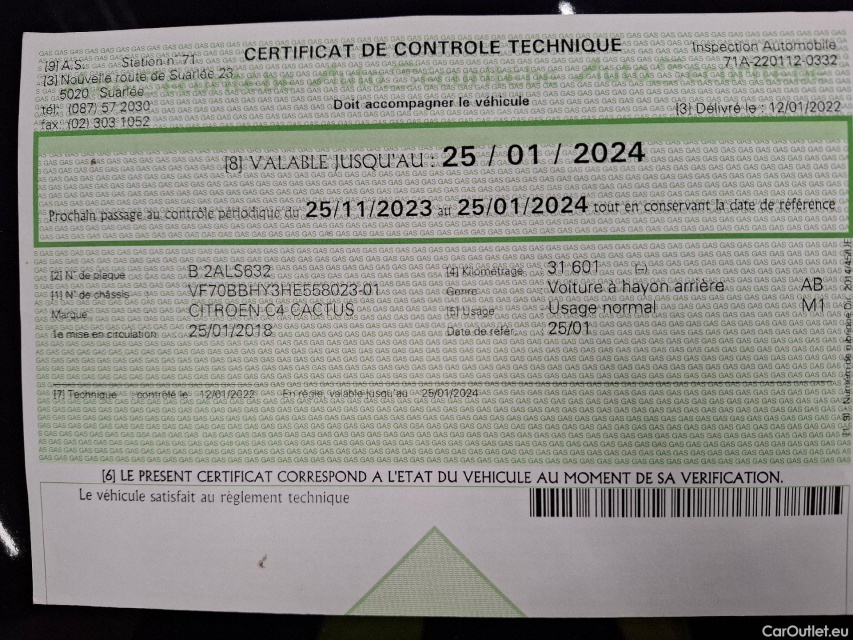 [9] A.S. Station n° 71
CERTIFICAT DE CONTROLE TECHNIQUE
Inspection Automobile
[3] Nouvelle route de Suarlée 23
71A-220112-0332
5020 Suarlée
tél: (087) 57 2030
Doit accompagner le véhicule
[3] Délivré le : 12/01/2022
fax: (02) 303 1052
[8] VALABLE JUSQU'AU : 25 / 01 / 2024
Prochain passage au contrôle périodique du 25/11/2023 au 25/01/2024 tout en conservant la date de référence
[2] N° de plaque B 2ALS632
[4] Kilométrage 31 601 (--)
[1] N° de châssis VF70BBHY3HE558023-01
Genre Voiture à hayon arrière AB
Marque CITROEN C4 CACTUS
[5] Usage Usage normal M1
1e mise en circulation 25/01/2018
Date de réfer. 25/01
[7] Technique contrôlé le 12/01/2022 En règle, valable jusqu'au 25/01/2024
[6] LE PRESENT CERTIFICAT CORRESPOND A L'ETAT DU VEHICULE AU MOMENT DE SA VERIFICATION.
Le véhicule satisfait au règlement technique
CarOutlet.eu